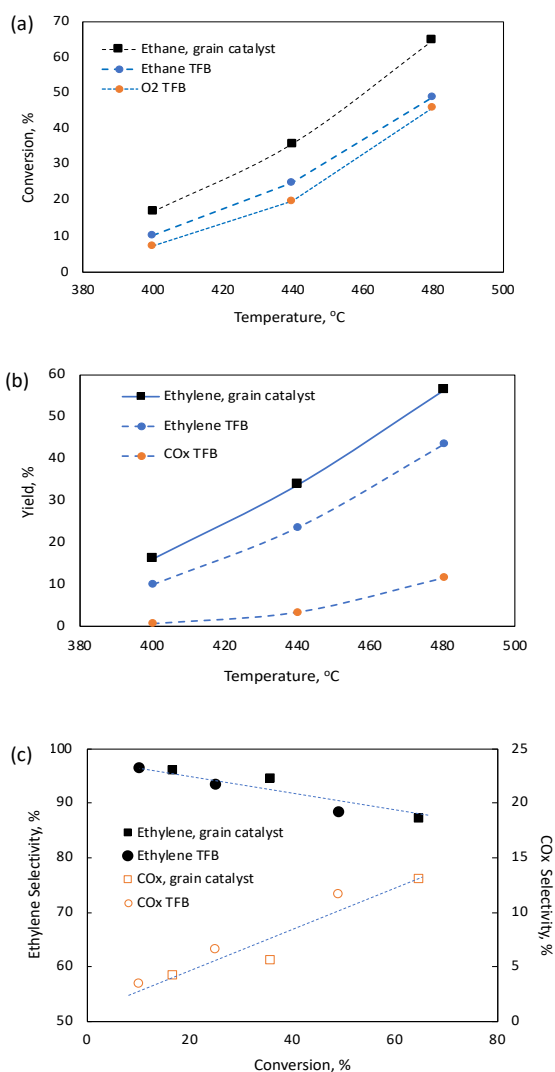 (a)
70
60
50
40
30
20
10
0
Conversion, %
Ethane, grain catalyst
Ethane TFB
O2 TFB
380 400 420 440 460 480 500
Temperature, °C
(b)
60
50
40
30
20
10
0
Yield, %
Ethylene, grain catalyst
Ethylene TFB
COx TFB
380 400 420 440 460 480 500
Temperature, °C
(c)
100
90
80
70
60
50
Ethylene Selectivity, %
Ethylene, grain catalyst
Ethylene TFB
COx, grain catalyst
COx TFB
25
20
15
10
5
0
COx Selectivity, %
0 20 40 60 80
Conversion, %